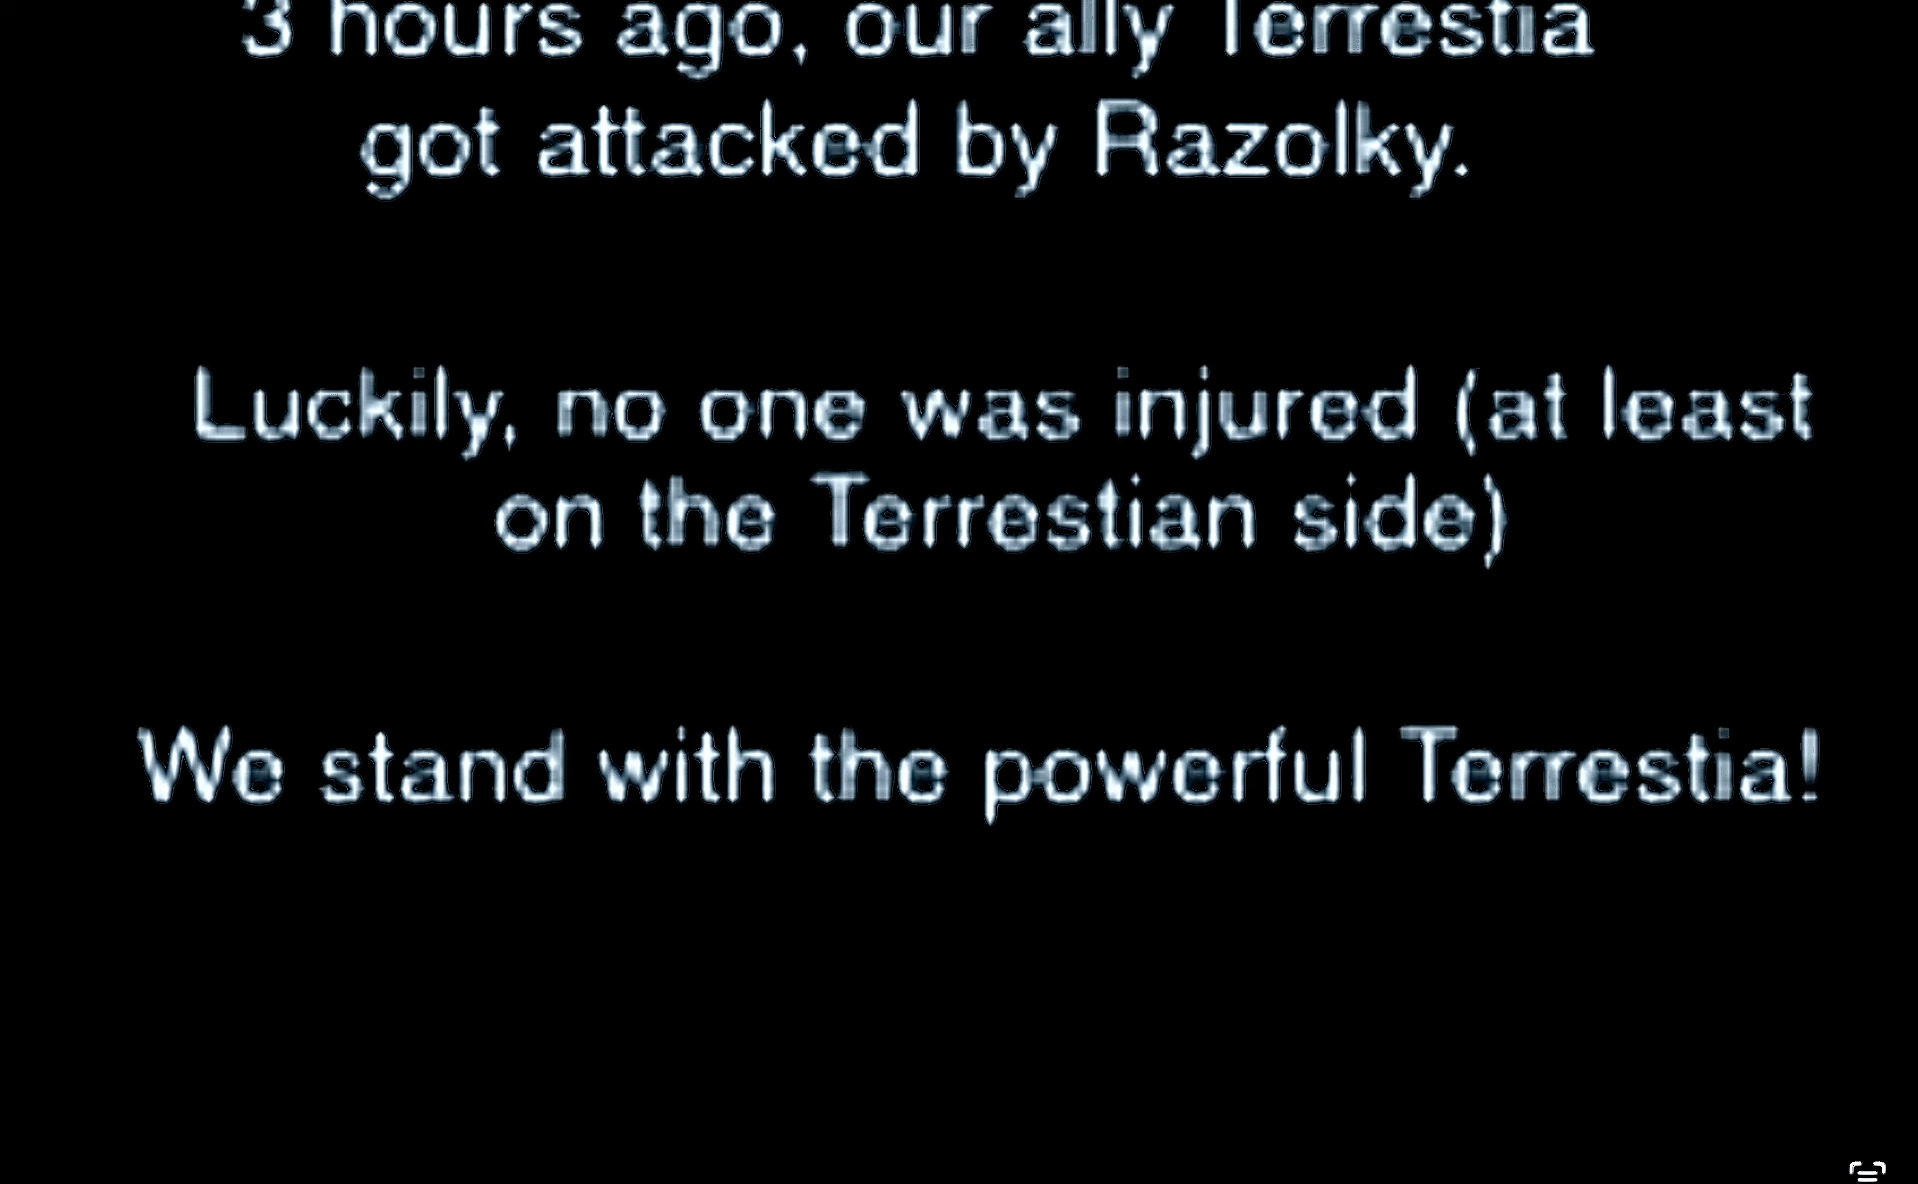 3 hours ago, our ally Terrestia
got attacked by Razolky.
Luckily, no one was injured (at least
on the Terrestian side)
We stand with the powerful Terrestia!